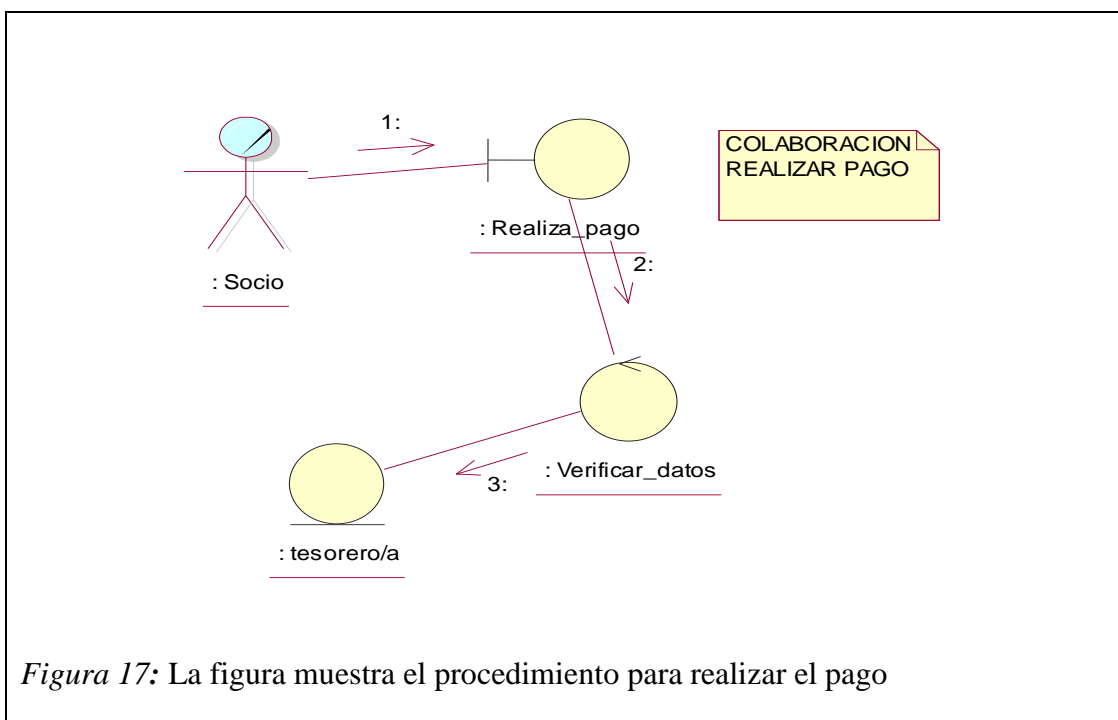 1:
COLABORACION
REALIZAR PAGO
: Realiza_pago
2:
: Socio
: Verificar_datos
3:
: tesorero/a
Figura 17: La figura muestra el procedimiento para realizar el pago